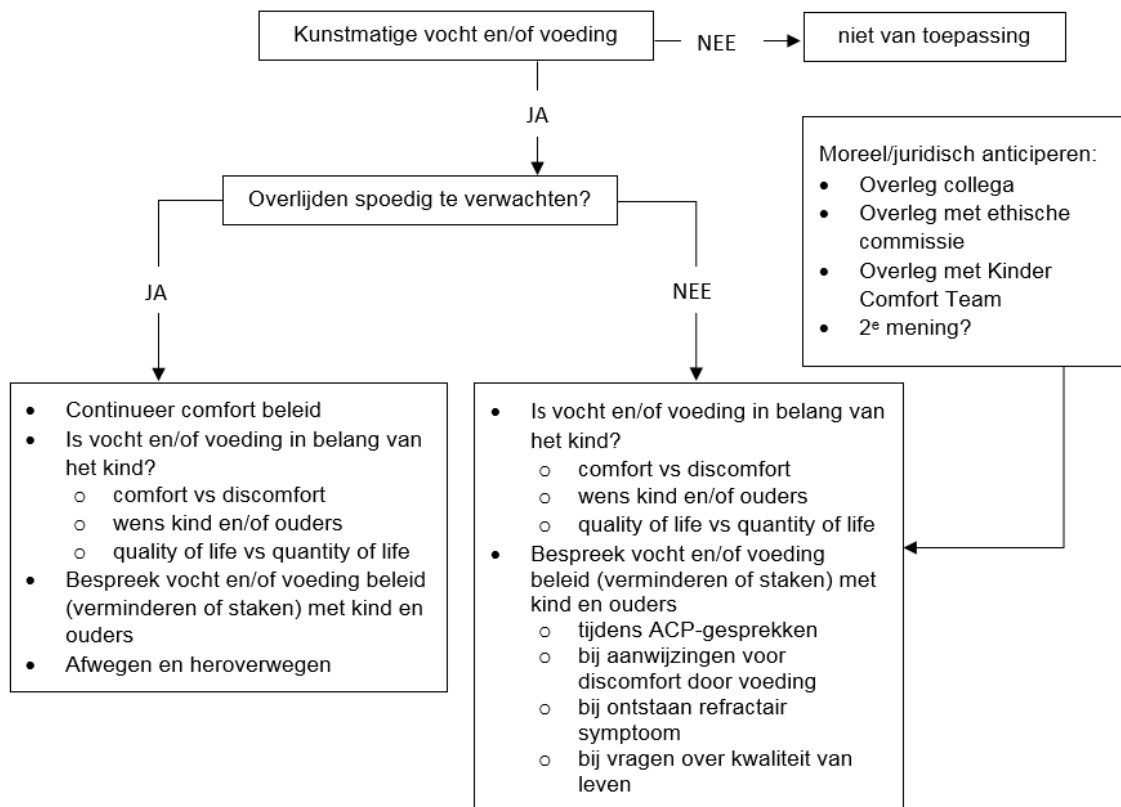 Kunstmatige vocht en/of voeding
NEE
niet van toepassing
JA
Overlijden spoedig te verwachten?
JA
NEE
Moreel/juridisch anticiperen:
• Overleg collega
• Overleg met ethische
commissie
• Overleg met Kinder
Comfort Team
• 2ᵉ mening?
• Continueer comfort beleid
• Is vocht en/of voeding in belang van
het kind?
o comfort vs discomfort
o wens kind en/of ouders
o quality of life vs quantity of life
• Bespreek vocht en/of voeding beleid
(verminderen of staken) met kind en
ouders
• Afwegen en heroverwegen
• Is vocht en/of voeding in belang van
het kind?
o comfort vs discomfort
o wens kind en/of ouders
o quality of life vs quantity of life
• Bespreek vocht en/of voeding
beleid (verminderen of staken) met
kind en ouders
o tijdens ACP-gesprekken
o bij aanwijzingen voor
discomfort door voeding
o bij ontstaan refractair
symptoom
o bij vragen over kwaliteit van
leven